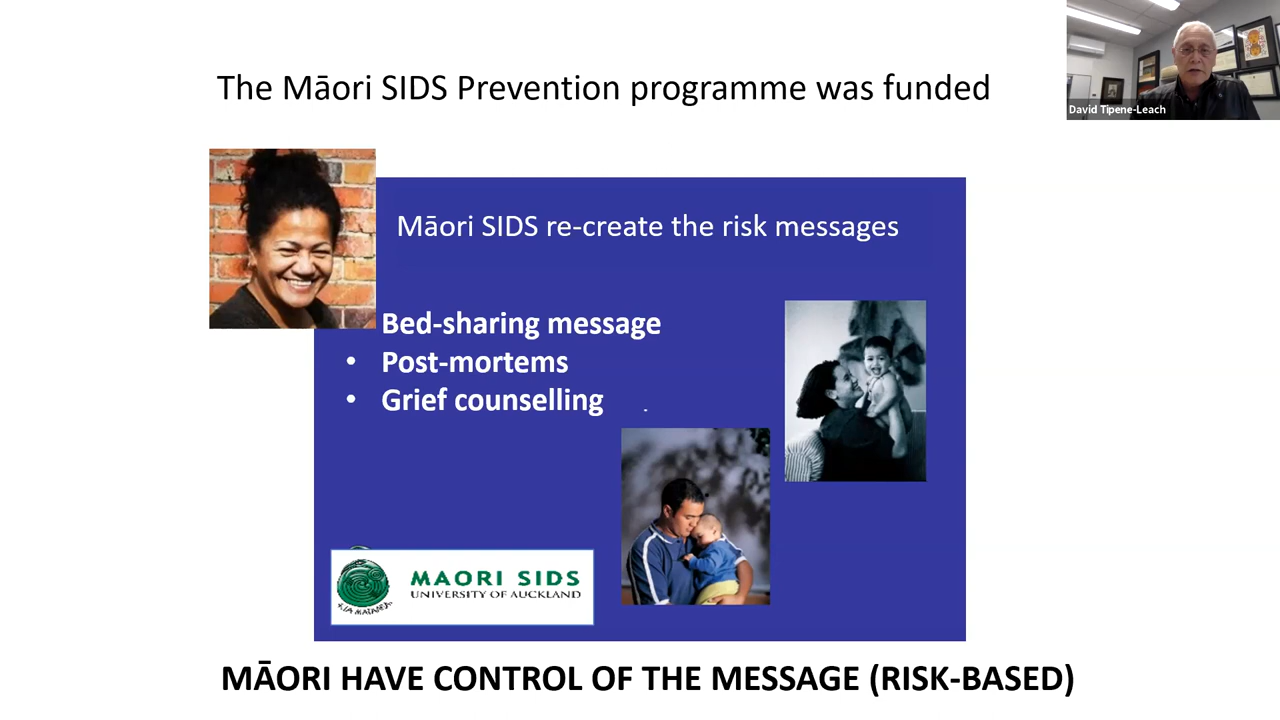 The Māori SIDS Prevention programme was funded
David Tipene-Leach
Māori SIDS re-create the risk messages
Bed-sharing message
• Post-mortems
• Grief counselling
MAORI SIDS
UNIVERSITY OF AUCKLAND
MĀORI HAVE CONTROL OF THE MESSAGE (RISK-BASED)